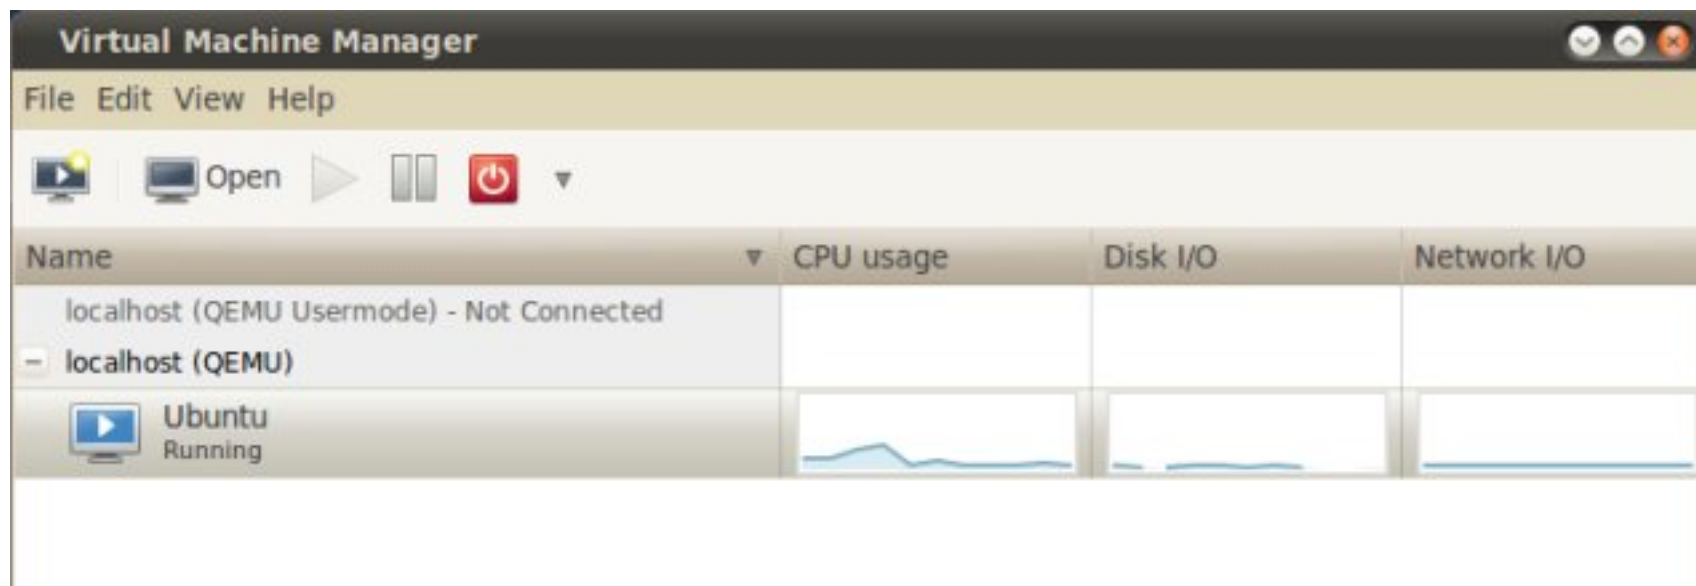 Virtual Machine Manager
File Edit View Help
Open
Name CPU usage Disk I/O Network I/O
localhost (QEMU Usermode) - Not Connected
localhost (QEMU)
Ubuntu
Running